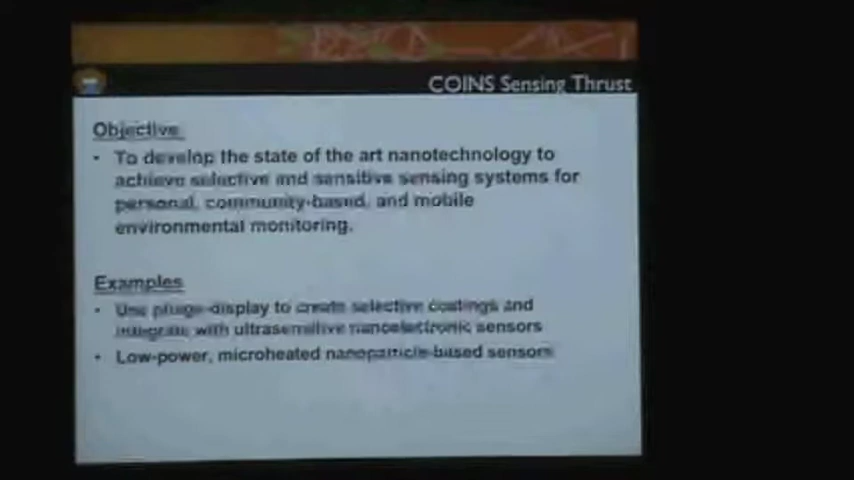 COINS Sensing Thrust
Objective
• To develop the state of the art nanotechnology to
achieve selective and sensitive sensing systems for
personal, community-based, and mobile
environmental monitoring.
Examples
• Use phage-display to create selective coatings and
integrate with ultrasensitive nanoelectronic sensors
• Low-power, microheated nanoparticle-based sensors